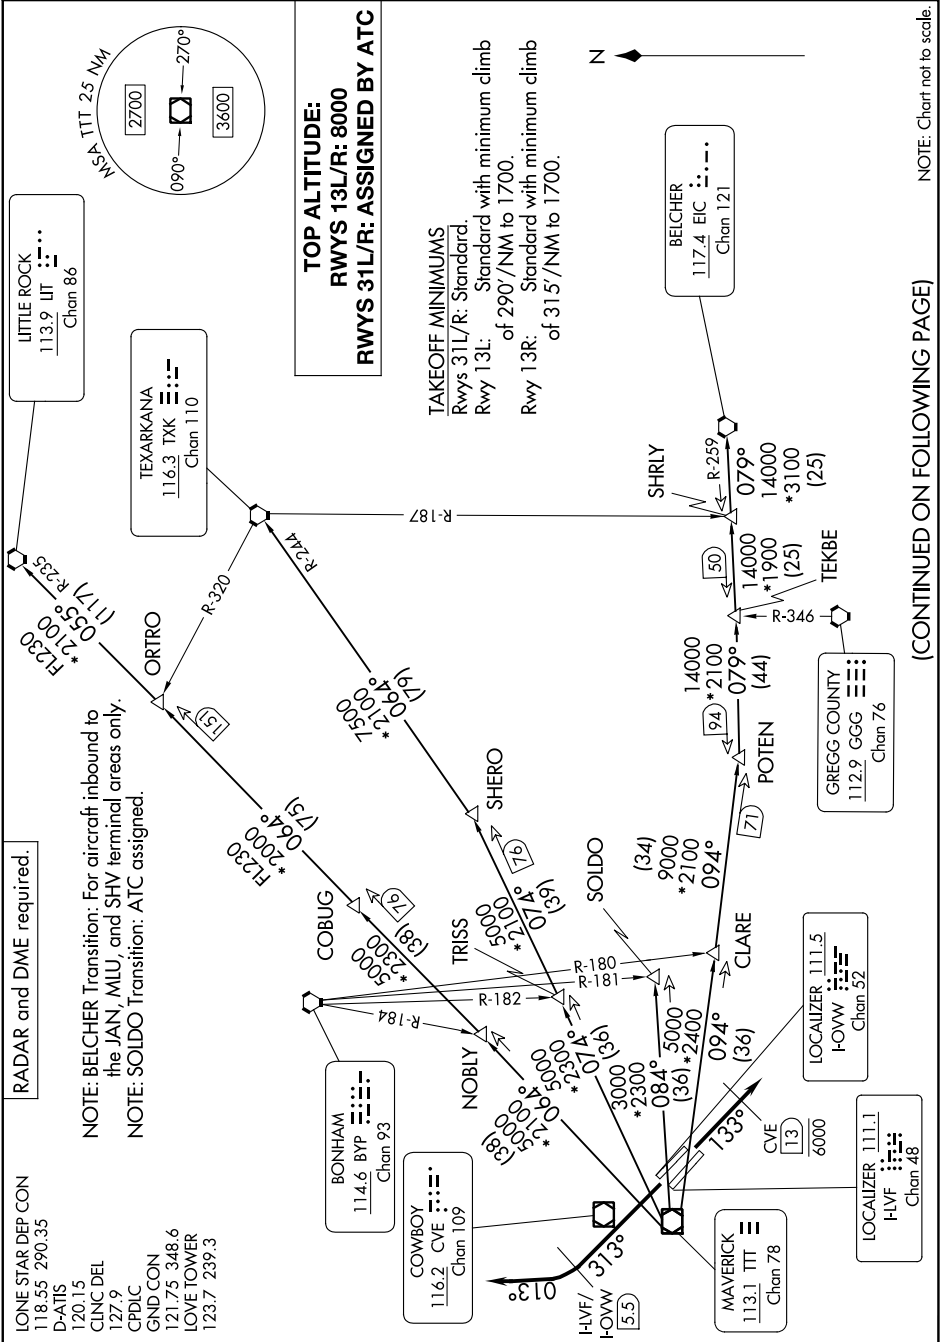 RADAR and DME required.
LONE STAR DEP CON
118.55 290.35
D-ATIS
120.15
CLNC DEL
127.9
CPDLC
GND CON
121.75 348.6
LOVE TOWER
123.7 239.3
NOTE: BELCHER Transition: For aircraft inbound to
the JAN, MLU, and SHV terminal areas only.
NOTE: SOLDO Transition: ATC assigned.
LITTLE ROCK
113.9 LIT
Chan 86
MSA TTT 25 NM
2700
270°
090°
3600
TEXARKANA
116.3 TXK
Chan 110
TOP ALTITUDE:
RWYS 13L/R: 8000
RWYS 31L/R: ASSIGNED BY ATC
TAKEOFF MINIMUMS
Rwys 31L/R: Standard.
Rwy 13L: Standard with minimum climb
of 290'/NM to 1700.
Rwy 13R: Standard with minimum climb
of 315'/NM to 1700.
N
R-235
FL230
*2100
055°
(117)
ORTRO
151
R-320
R-244
R-187
FL230
*2000
064°
(75)
COBUG
76
5000
*2300
(38)
7500
*2100
064°
(79)
SHERO
76
5000
*2100
074°
(39)
TRISS
BONHAM
114.6 BYP
Chan 93
R-184
R-182
R-181
R-180
NOBLY
(38)
5000
*2100
064°
5000
*2300
074°
(36)
SOLDO
3000
*2300
084°
(36)
5000
*2400
094°
(36)
CLARE
(34)
9000
*2100
094°
71
POTEN
94
14000
*2100
079°
(44)
TEKBE
R-346
50
14000
*1900
(25)
SHRLY
R-259
079°
14000
*3100
(25)
BELCHER
117.4 EIC
Chan 121
GREGG COUNTY
112.9 GGG
Chan 76
COWBOY
116.2 CVE
Chan 109
013°
313°
I-LVF/
I-OVW
5.5
MAVERICK
113.1 TTT
Chan 78
133°
CVE
13
6000
LOCALIZER 111.5
I-OVW
Chan 52
LOCALIZER 111.1
I-LVF
Chan 48
NOTE: Chart not to scale.
(CONTINUED ON FOLLOWING PAGE)